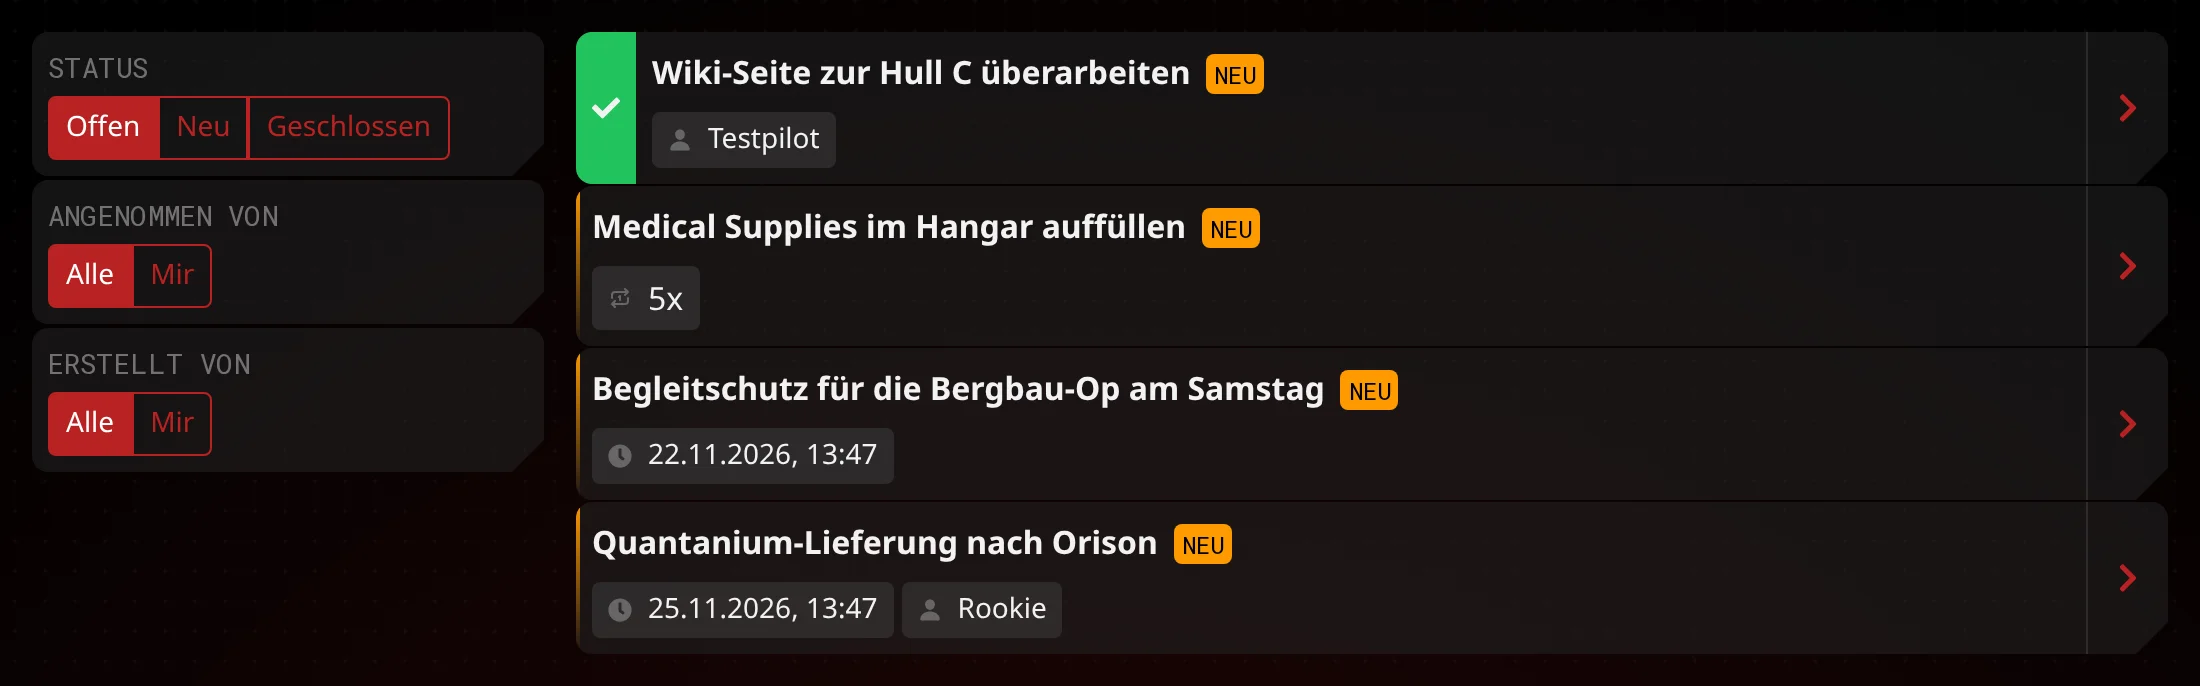 STATUS
Offen Neu Geschlossen
ANGENOMMEN VON
Alle Mir
ERSTELLT VON
Alle Mir
Wiki-Seite zur Hull C überarbeiten NEU
Testpilot
Medical Supplies im Hangar auffüllen NEU
5x
Begleitschutz für die Bergbau-Op am Samstag NEU
22.11.2026, 13:47
Quantanium-Lieferung nach Orison NEU
25.11.2026, 13:47 Rookie